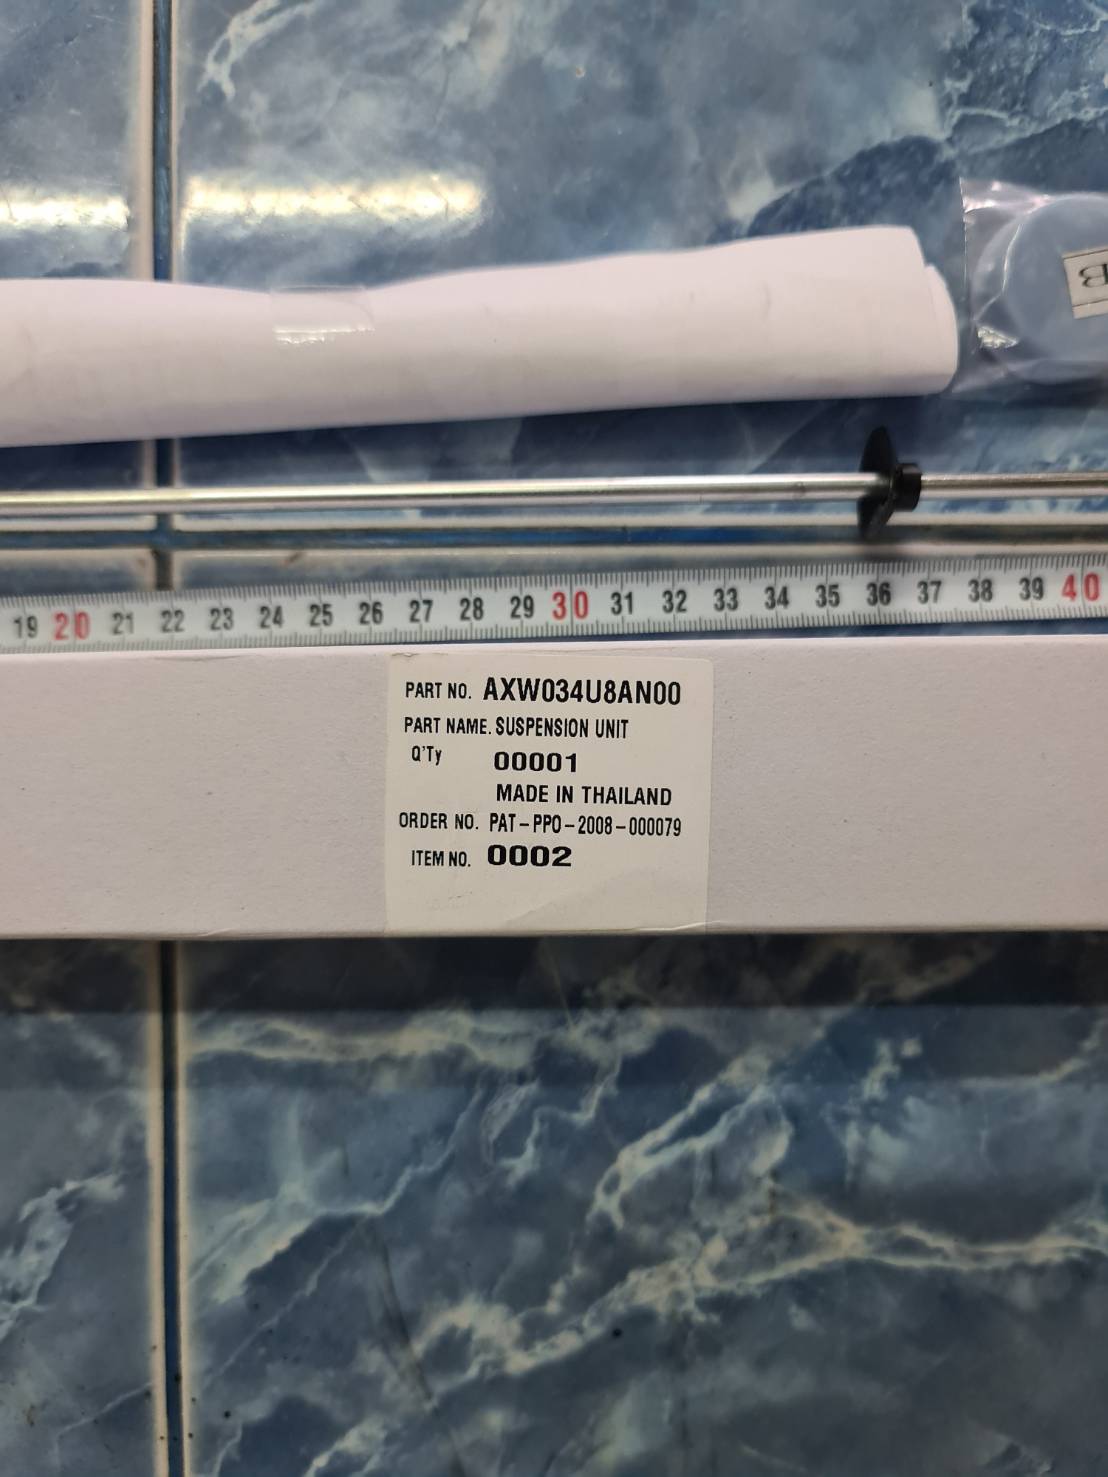 B
19 20 21 22 23 24 25 26 27 28 29 30 31 32 33 34 35 36 37 38 39 40
PART NO. AXW034U8AN00
PART NAME. SUSPENSION UNIT
Q'Ty 00001
MADE IN THAILAND
ORDER NO. PAT-PPO-2008-000079
ITEM NO. 0002